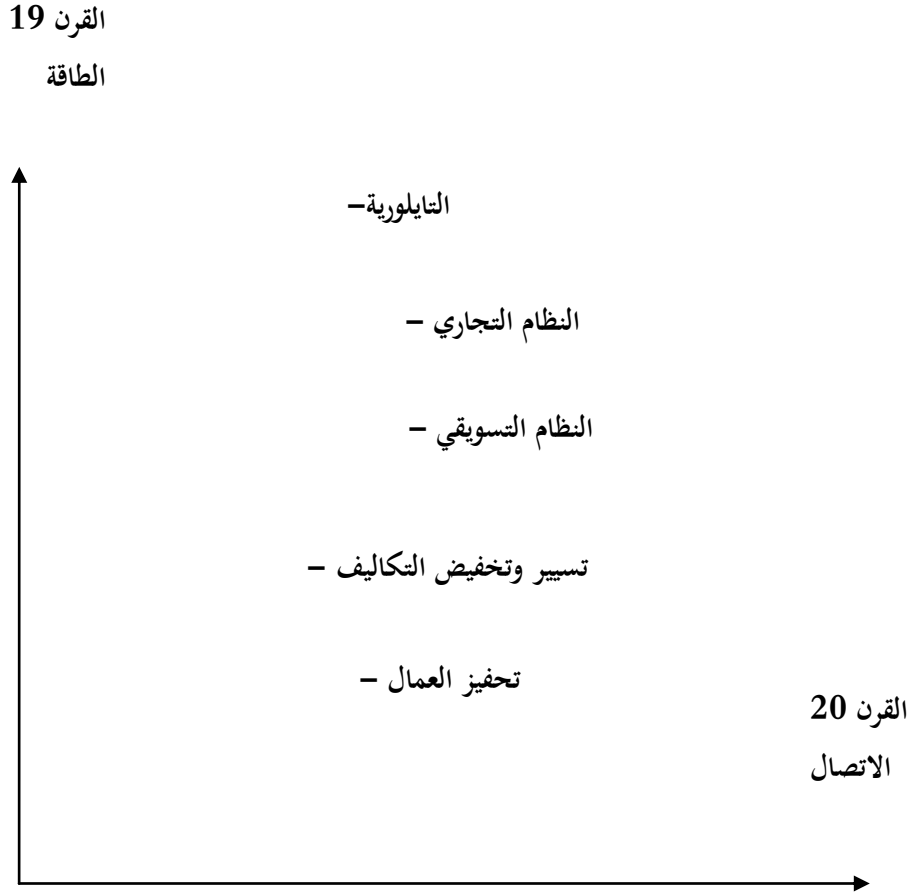 القرن 19
الطاقة
التايلورية–
النظام التجاري –
النظام التسويقي –
تسيير وتخفيض التكاليف –
تحفيز العمال –
القرن 20
الاتصال